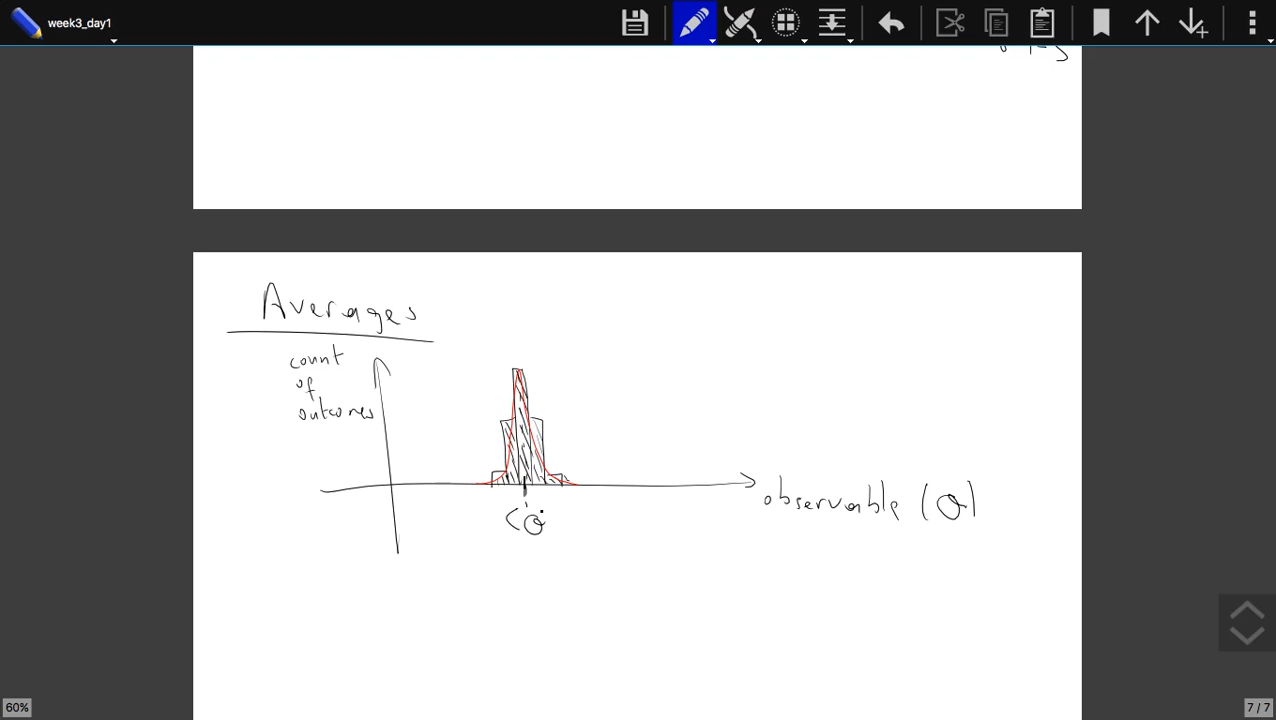 week3_day1
Averages
count
of
outcomes
observable (O)
<O
60%
7 / 7